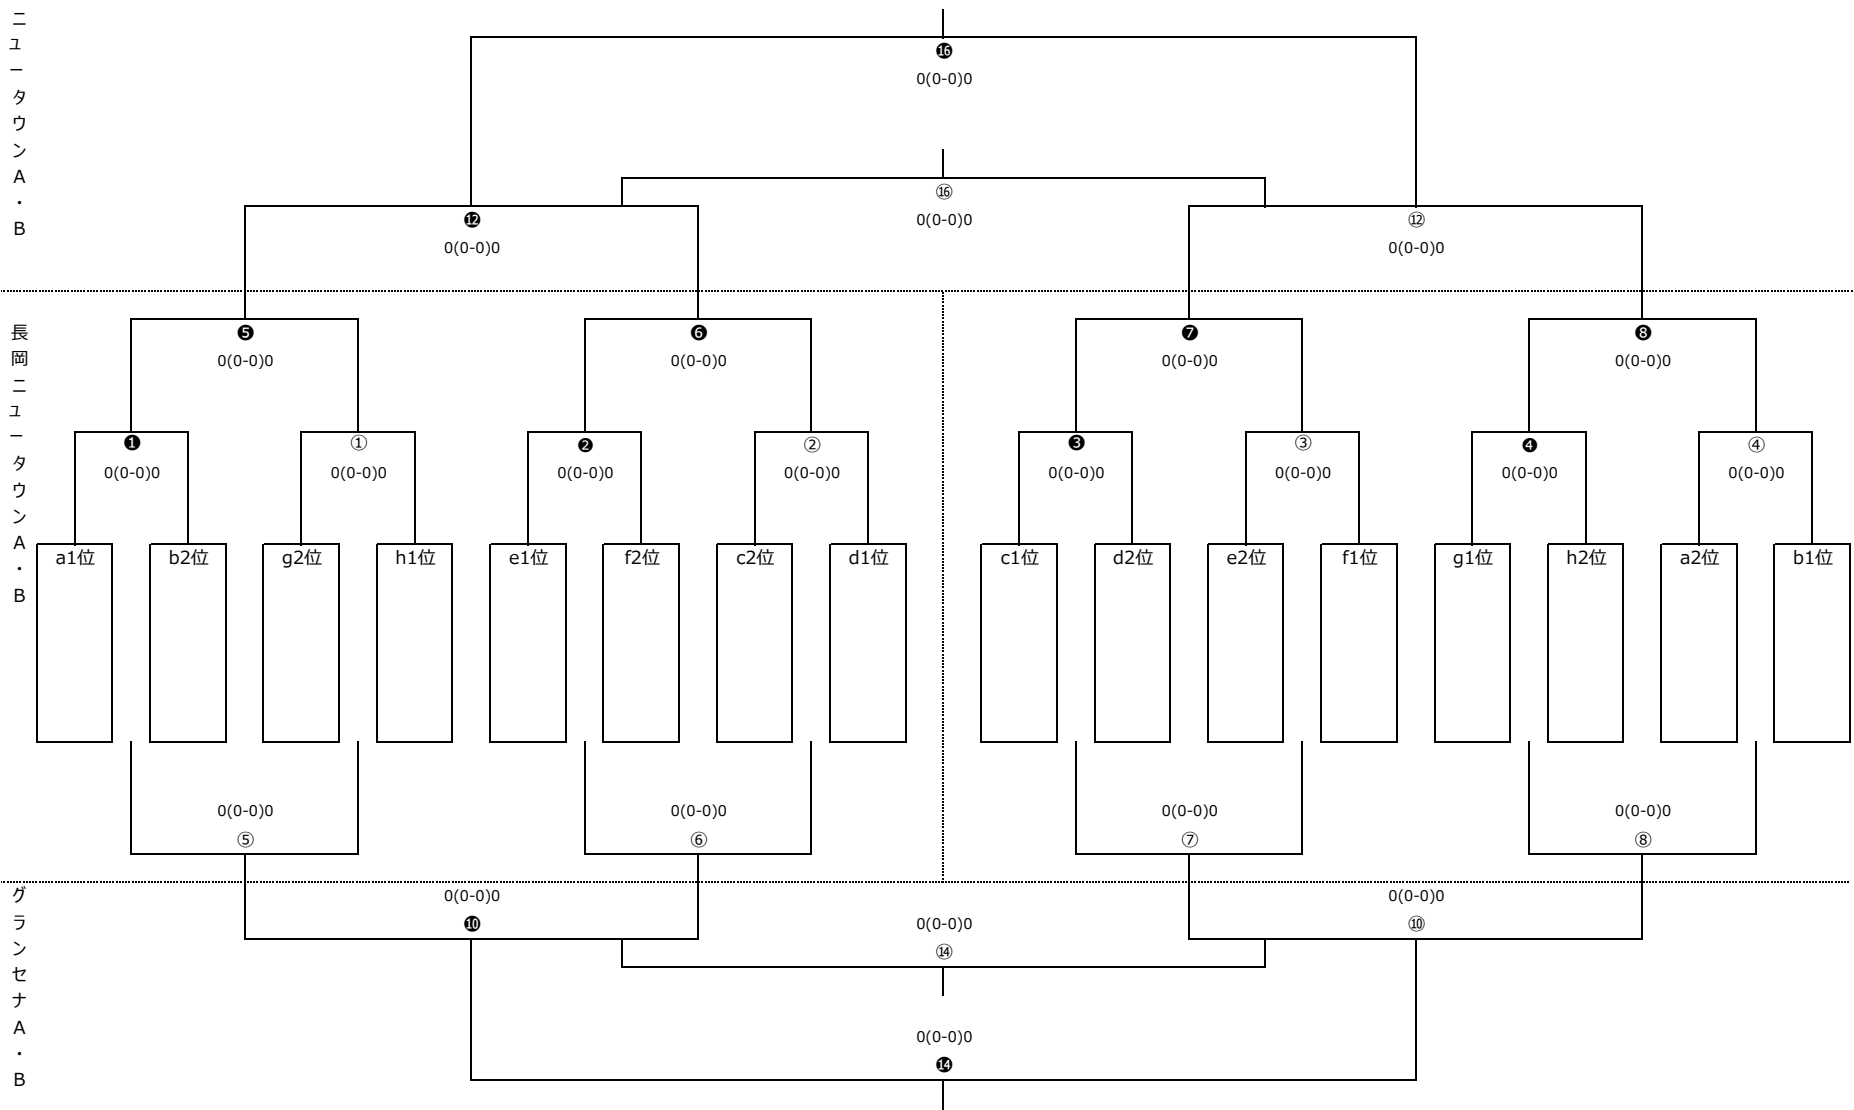 ニュータウンA・B
⓰
0(0-0)0
⑯
0(0-0)0
⓬
0(0-0)0
⑫
0(0-0)0
長岡ニュータウンA・B
❺ ❻ ❼ ❽
0(0-0)0 0(0-0)0 0(0-0)0 0(0-0)0
❶ ① ❷ ② ❸ ③ ❹ ④
0(0-0)0 0(0-0)0 0(0-0)0 0(0-0)0 0(0-0)0 0(0-0)0 0(0-0)0 0(0-0)0
a1位 b2位 g2位 h1位 e1位 f2位 c2位 d1位 c1位 d2位 e2位 f1位 g1位 h2位 a2位 b1位
0(0-0)0 0(0-0)0 0(0-0)0 0(0-0)0
⑤ ⑥ ⑦ ⑧
グランセナA・B
0(0-0)0 0(0-0)0
❿ 0(0-0)0 ⑩
⑭
0(0-0)0
⓮